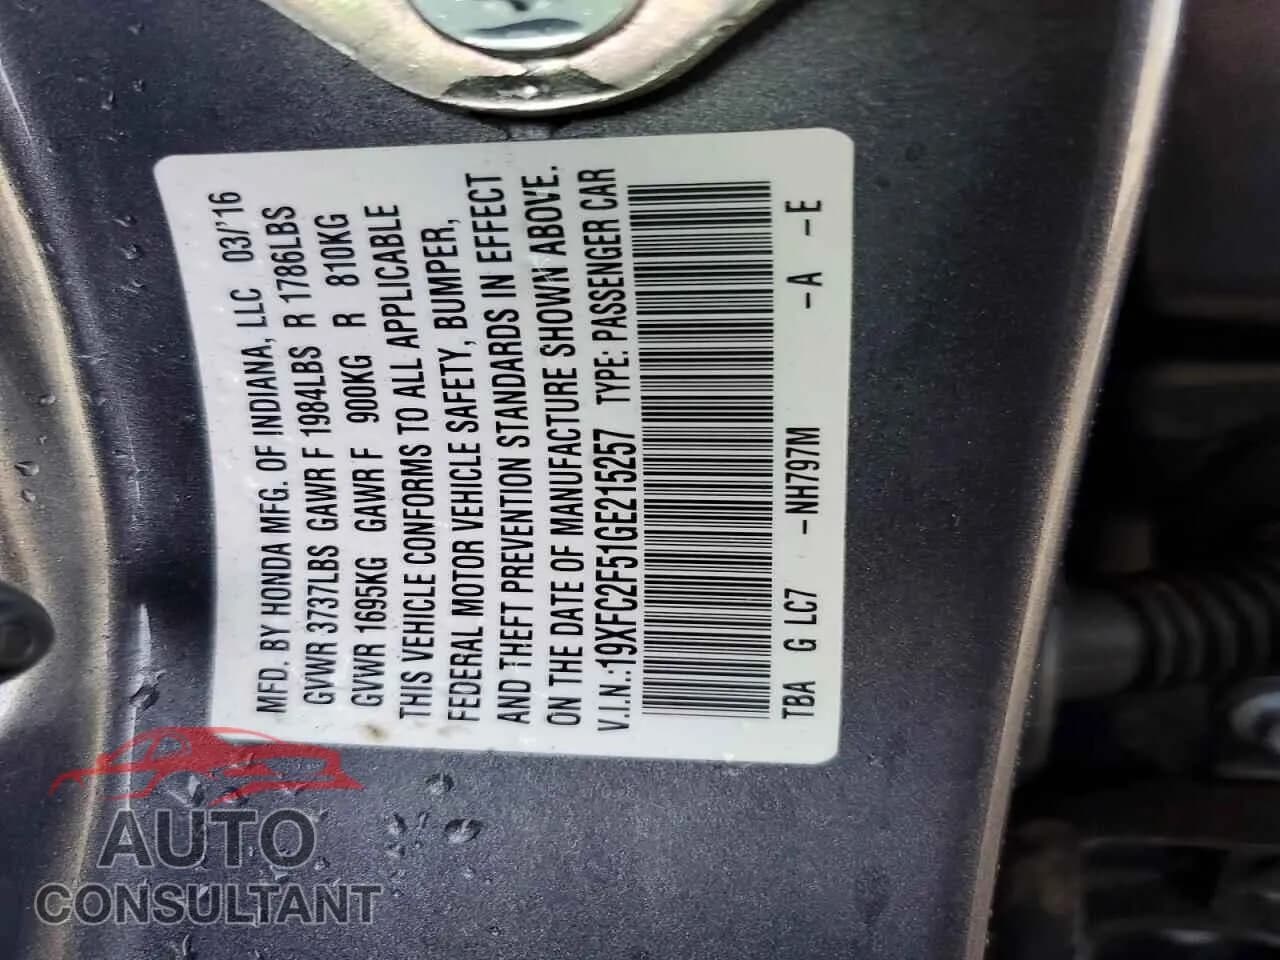 MFD. BY HONDA MFG. OF INDIANA, LLC 03/'16
GVWR 3737LBS GAWR F 1984LBS R 1786LBS
GVWR 1695KG GAWR F 900KG R 810KG
THIS VEHICLE CONFORMS TO ALL APPLICABLE
FEDERAL MOTOR VEHICLE SAFETY, BUMPER,
AND THEFT PREVENTION STANDARDS IN EFFECT
ON THE DATE OF MANUFACTURE SHOWN ABOVE.
V.I.N.:19XFC2F51GE215257 TYPE: PASSENGER CAR
TBA G LC7 -NH797M -A -E
AUTO
CONSULTANT